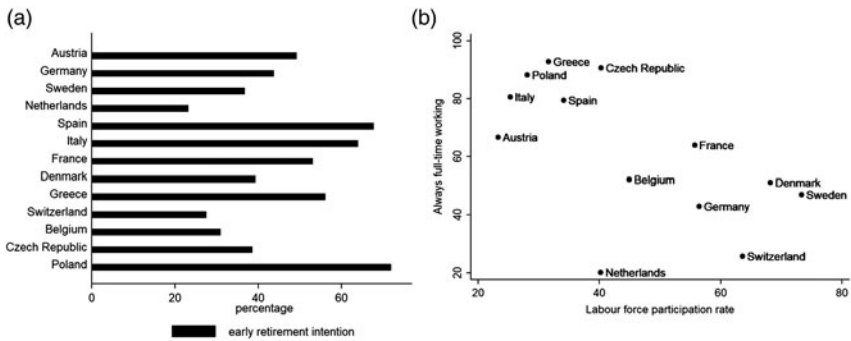 (a)
Austria
Germany
Sweden
Netherlands
Spain
Italy
France
Denmark
Greece
Switzerland
Belgium
Czech Republic
Poland
0 20 40 60
percentage
early retirement intention
(b)
Always full-time working
100
80
60
40
20
Greece
Czech Republic
Poland
Italy
Spain
Austria
France
Belgium
Denmark
Sweden
Germany
Switzerland
Netherlands
20 40 60 80
Labour force participation rate